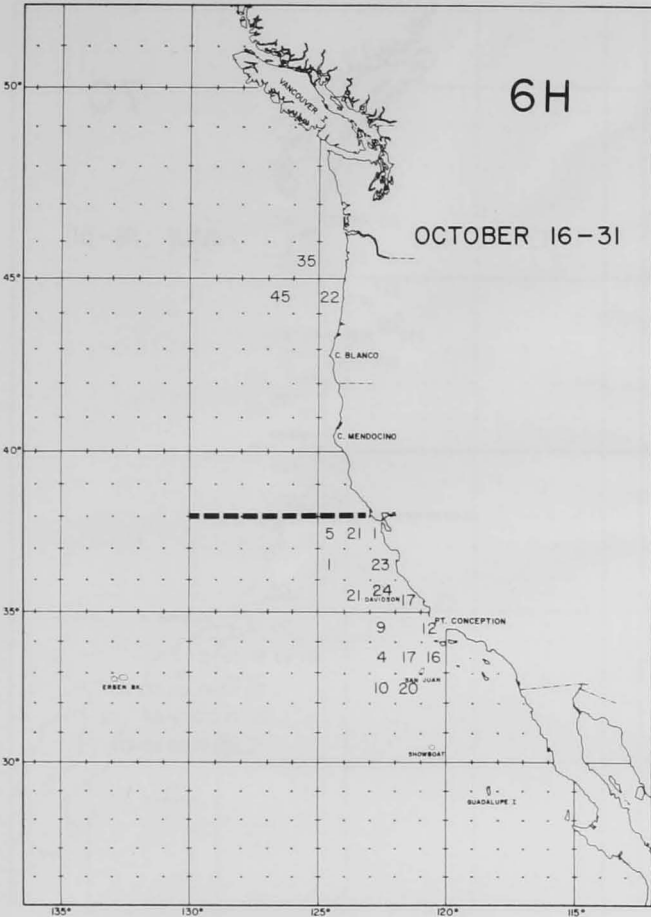 50°
VANCOUVER I.
6H
OCTOBER 16-31
35
45°
45 22
C. BLANCO
40°
C. MENDOCINO
5 21 1
1 23
24
21 DAVIDSON 17
35°
9 12 PT. CONCEPTION
4 17 16
ERBEN BK. SAN JUAN
10 20
SHOWBOAT
30°
GUADALUPE I.
135° 130° 125° 120° 115°